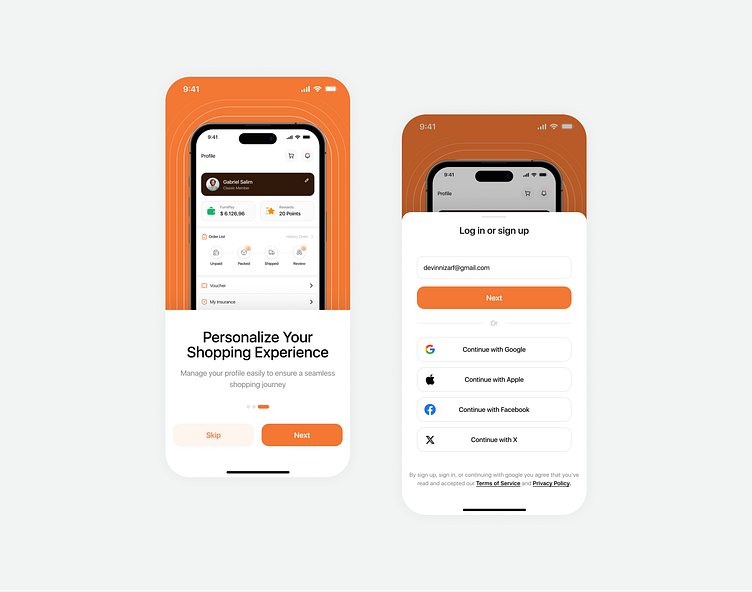 9:41
9:41
Profile
Gabriel Salim
Classic Member
FurniPay
$ 6.126,96
Rewards
20 Points
Order List
History Order
Unpaid
Packed
Shipped
Review
Voucher
My Insurance
Personalize Your
Shopping Experience
Manage your profile easily to ensure a seamless
shopping journey
Skip
Next
9:41
9:41
Profile
Log in or sign up
devinnizarf@gmail.com
Next
Or
Continue with Google
Continue with Apple
Continue with Facebook
Continue with X
By sign up, sign in, or continuing with google you agree that you've
read and accepted our Terms of Service and Privacy Policy.